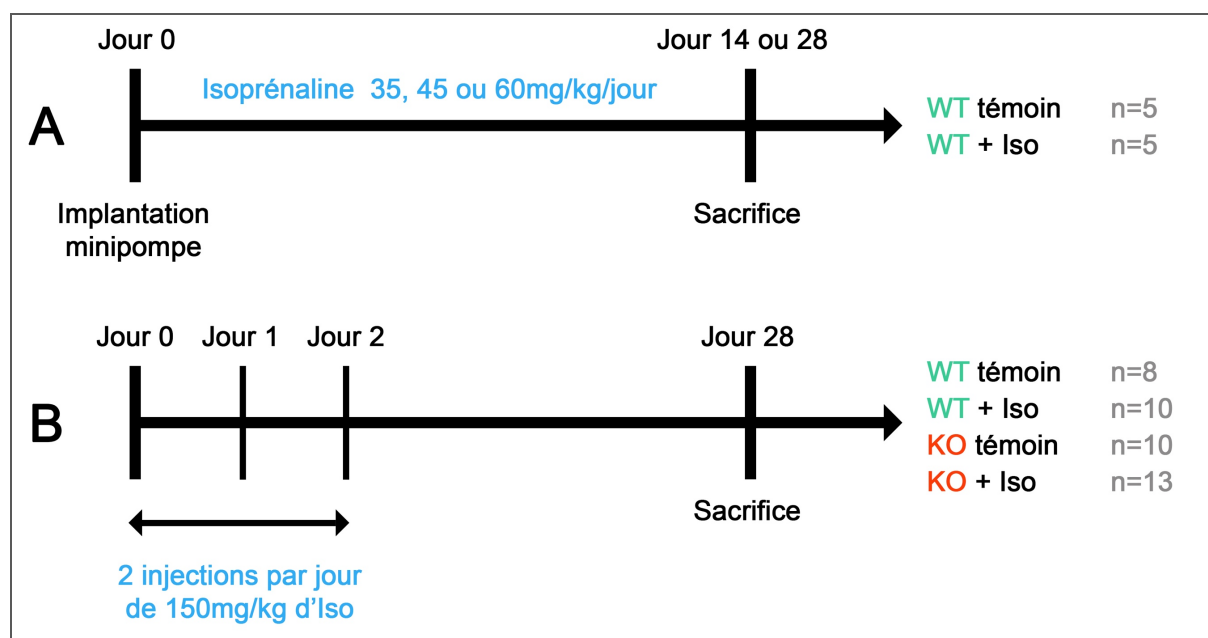 Jour 0
Jour 14 ou 28
Isoprénaline 35, 45 ou 60mg/kg/jour
A
WT témoin n=5
WT + Iso n=5
Implantation
minipompe
Sacrifice
Jour 0 Jour 1 Jour 2
Jour 28
B
WT témoin n=8
WT + Iso n=10
KO témoin n=10
KO + Iso n=13
Sacrifice
2 injections par jour
de 150mg/kg d'Iso